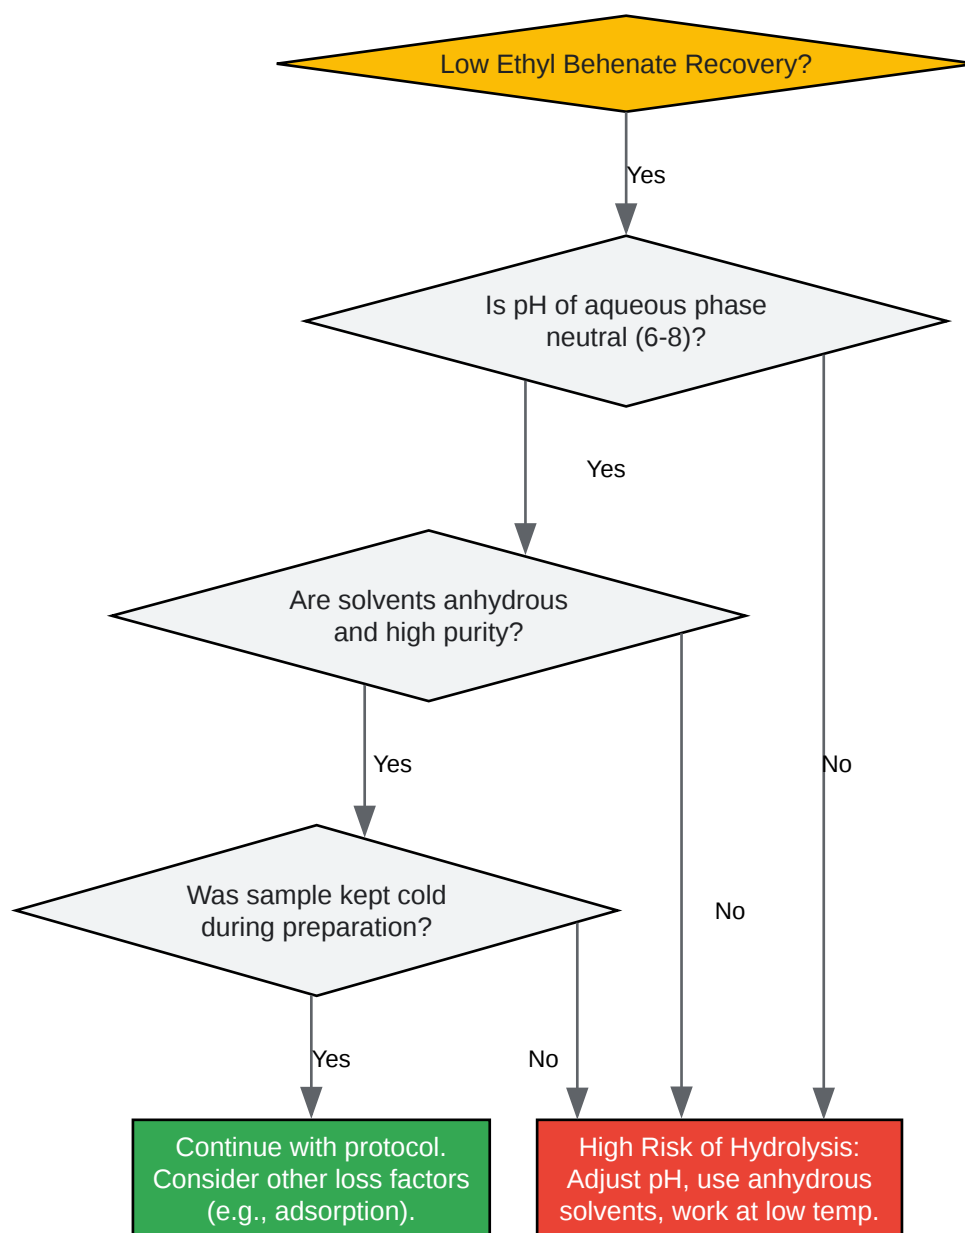 Low Ethyl Behenate Recovery?
Yes
Is pH of aqueous phase
neutral (6-8)?
Yes
Are solvents anhydrous
and high purity?
Yes
No
Was sample kept cold
during preparation?
No
Yes
No
Continue with protocol.
Consider other loss factors
(e.g., adsorption).
High Risk of Hydrolysis:
Adjust pH, use anhydrous
solvents, work at low temp.